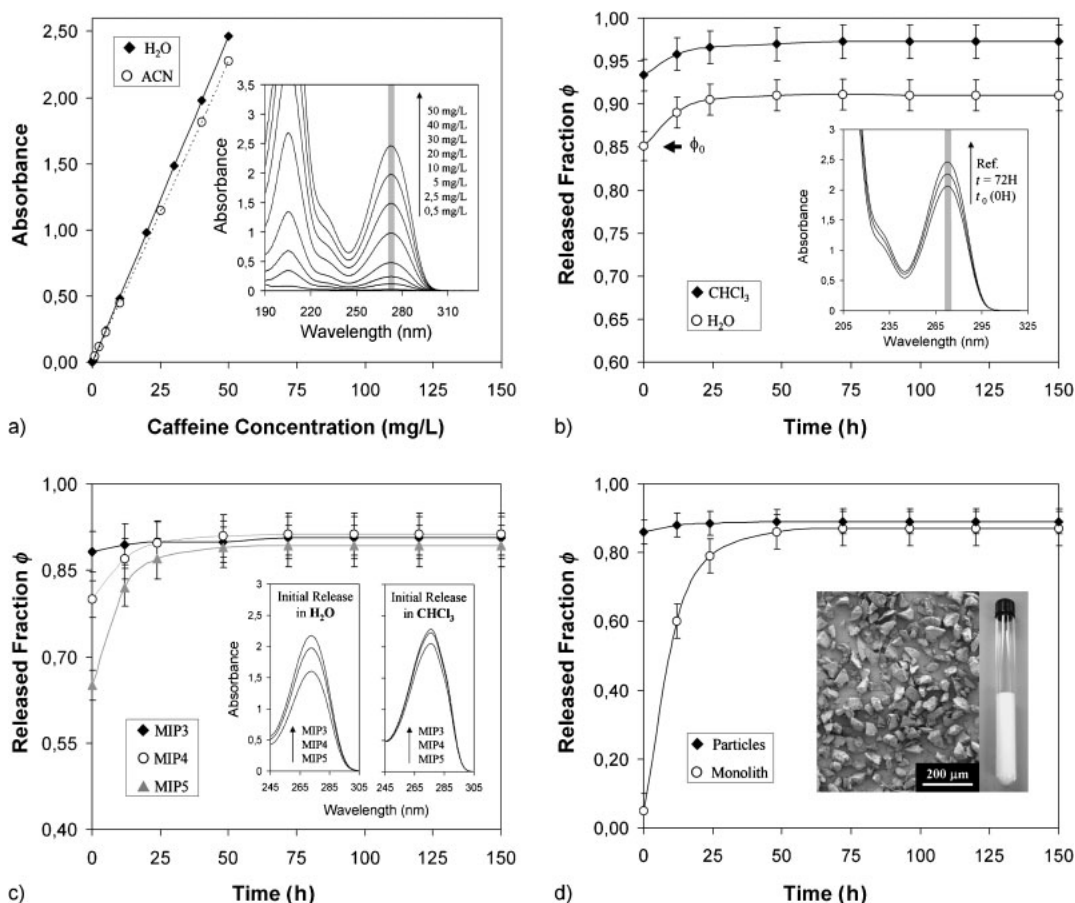 2,50
2,00
1,50
1,00
0,50
0,00
Absorbance
H₂O
ACN
3,5
3
2,5
2
1,5
1
0,5
0
Absorbance
50 mg/L
40 mg/L
30 mg/L
20 mg/L
10 mg/L
5 mg/L
2,5 mg/L
0,5 mg/L
190 210 230 250 270 290 310
Wavelength (nm)
0 25 50 75 100 125 150
Caffeine Concentration (mg/L)
a)
1,00
0,95
0,90
0,85
0,80
0,75
0,70
0,65
0,60
Released Fraction ϕ
ϕ₀
CHCl₃
H₂O
3
2,5
2
1,5
1
0,5
0
Absorbance
Ref.
t = 72H
t₀ (0H)
205 225 245 265 295 325
Wavelength (nm)
0 25 50 75 100 125 150
Time (h)
b)
1,00
0,85
0,70
0,55
0,40
Released Fraction ϕ
MIP3
MIP4
MIP5
3
2,5
2
1,5
1
0,5
0
Absorbance
Initial Release
in H₂O
MIP3
MIP4
MIP5
245 265 285 305
Initial Release
in CHCl₃
MIP3
MIP4
MIP5
245 265 285 305
Wavelength (nm)
0 25 50 75 100 125 150
Time (h)
c)
1,00
0,80
0,60
0,40
0,20
0,00
Released Fraction ϕ
Particles
Monolith
200 µm
0 25 50 75 100 125 150
Time (h)
d)